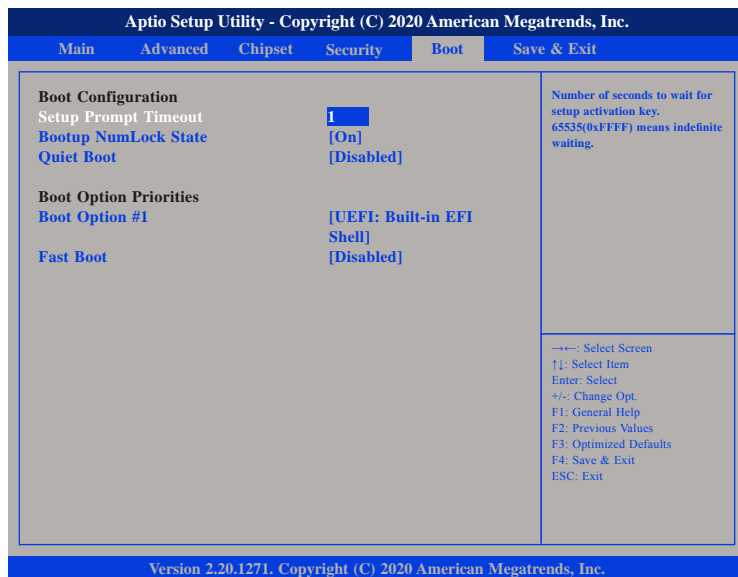 Aptio Setup Utility - Copyright (C) 2020 American Megatrends, Inc.
Main Advanced Chipset Security Boot Save & Exit
Boot Configuration
Setup Prompt Timeout 1
Bootup NumLock State [On]
Quiet Boot [Disabled]
Boot Option Priorities
Boot Option #1 [UEFI: Built-in EFI
Shell]
Fast Boot [Disabled]
Number of seconds to wait for
setup activation key.
65535(0xFFFF) means indefinite
waiting.
→←: Select Screen
↑↓: Select Item
Enter: Select
+/-: Change Opt.
F1: General Help
F2: Previous Values
F3: Optimized Defaults
F4: Save & Exit
ESC: Exit
Version 2.20.1271. Copyright (C) 2020 American Megatrends, Inc.